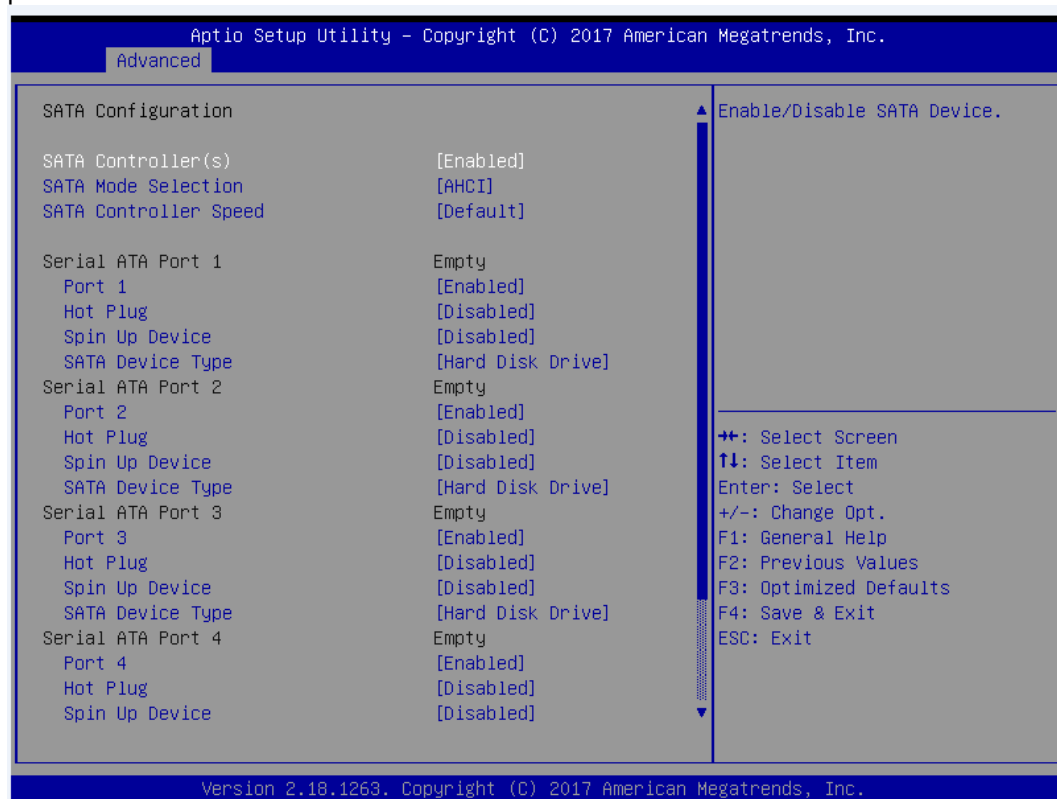 Aptio Setup Utility – Copyright (C) 2017 American Megatrends, Inc.
Advanced
SATA Configuration
SATA Controller(s) [Enabled]
SATA Mode Selection [AHCI]
SATA Controller Speed [Default]
Serial ATA Port 1 Empty
Port 1 [Enabled]
Hot Plug [Disabled]
Spin Up Device [Disabled]
SATA Device Type [Hard Disk Drive]
Serial ATA Port 2 Empty
Port 2 [Enabled]
Hot Plug [Disabled]
Spin Up Device [Disabled]
SATA Device Type [Hard Disk Drive]
Serial ATA Port 3 Empty
Port 3 [Enabled]
Hot Plug [Disabled]
Spin Up Device [Disabled]
SATA Device Type [Hard Disk Drive]
Serial ATA Port 4 Empty
Port 4 [Enabled]
Hot Plug [Disabled]
Spin Up Device [Disabled]
Enable/Disable SATA Device.
→←: Select Screen
↑↓: Select Item
Enter: Select
+/-: Change Opt.
F1: General Help
F2: Previous Values
F3: Optimized Defaults
F4: Save & Exit
ESC: Exit
Version 2.18.1263. Copyright (C) 2017 American Megatrends, Inc.